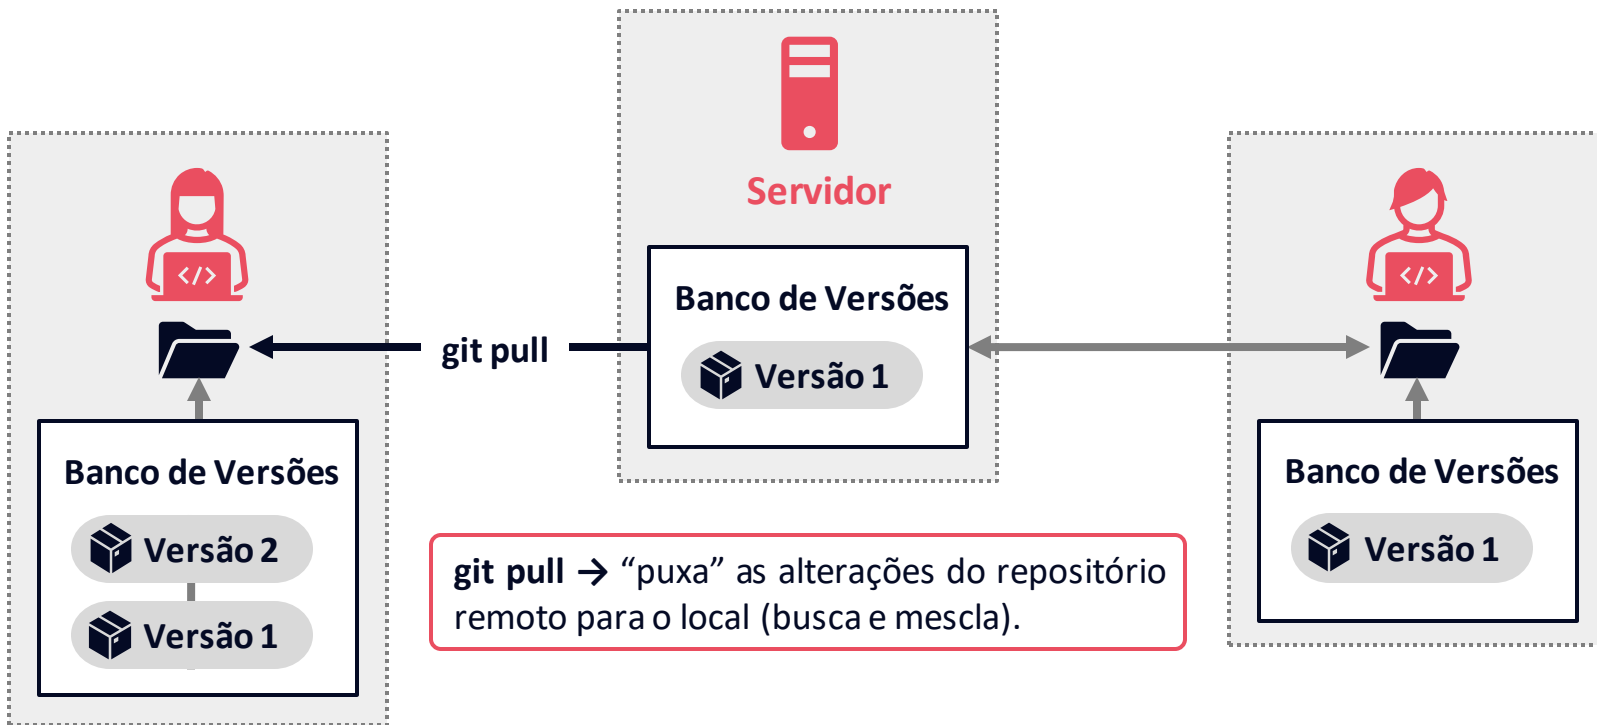 Servidor
Banco de Versões
Versão 1
git pull
</>
Banco de Versões
Versão 2
Versão 1
</>
Banco de Versões
Versão 1
git pull → “puxa” as alterações do repositório
remoto para o local (busca e mescla).